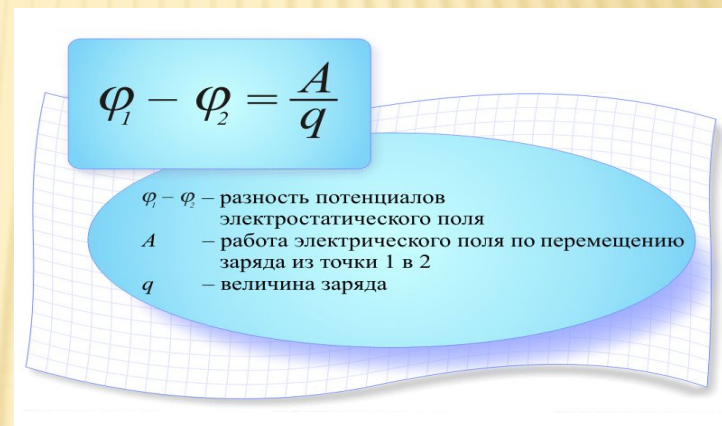 φ₁ − φ₂ = A/q
φ₁ − φ₂ – разность потенциалов
электростатического поля
A – работа электрического поля по перемещению
заряда из точки 1 в 2
q – величина заряда